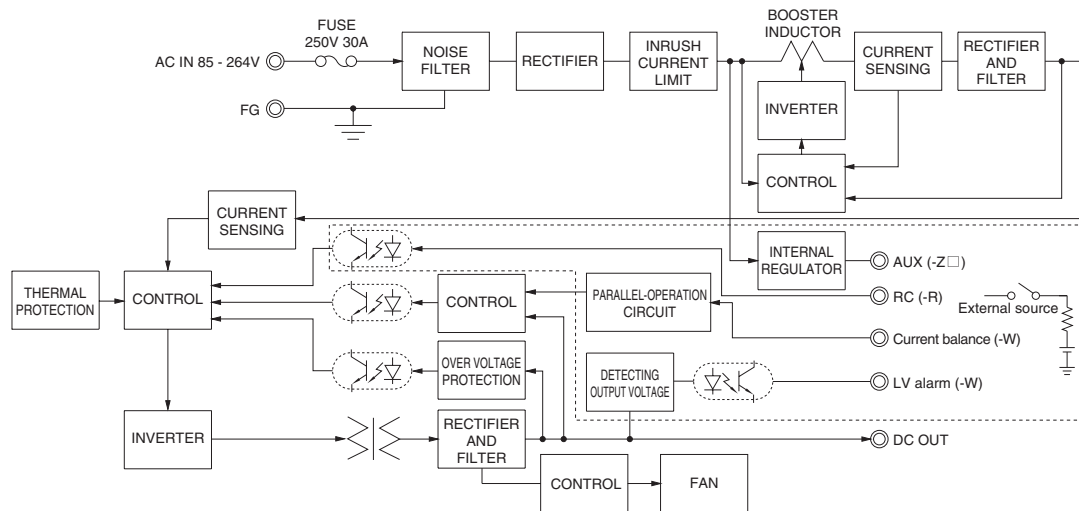 FUSE
250V 30A
AC IN 85 - 264V
NOISE
FILTER
RECTIFIER
INRUSH
CURRENT
LIMIT
BOOSTER
INDUCTOR
CURRENT
SENSING
RECTIFIER
AND
FILTER
FG
INVERTER
CONTROL
CURRENT
SENSING
INTERNAL
REGULATOR
AUX (-Z□)
THERMAL
PROTECTION
CONTROL
CONTROL
PARALLEL-OPERATION
CIRCUIT
RC (-R)
External source
Current balance (-W)
OVER VOLTAGE
PROTECTION
DETECTING
OUTPUT VOLTAGE
LV alarm (-W)
INVERTER
RECTIFIER
AND
FILTER
DC OUT
CONTROL
FAN